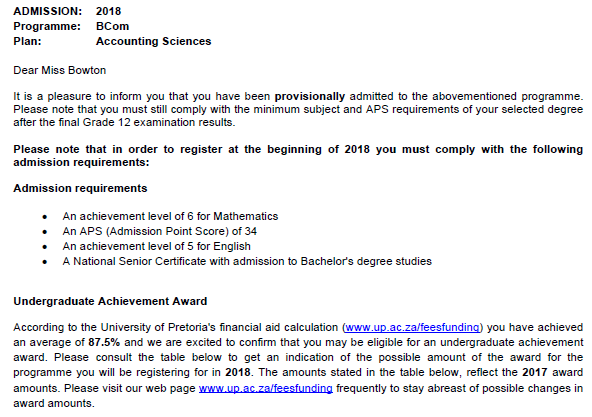 ADMISSION: 2018
Programme: BCom
Plan: Accounting Sciences
Dear Miss Bowton
It is a pleasure to inform you that you have been provisionally admitted to the abovementioned programme.
Please note that you must still comply with the minimum subject and APS requirements of your selected degree
after the final Grade 12 examination results.
Please note that in order to register at the beginning of 2018 you must comply with the following
admission requirements:
Admission requirements
• An achievement level of 6 for Mathematics
• An APS (Admission Point Score) of 34
• An achievement level of 5 for English
• A National Senior Certificate with admission to Bachelor's degree studies
Undergraduate Achievement Award
According to the University of Pretoria's financial aid calculation (www.up.ac.za/feesfunding) you have achieved
an average of 87.5% and we are excited to confirm that you may be eligible for an undergraduate achievement
award. Please consult the table below to get an indication of the possible amount of the award for the
programme you will be registering for in 2018. The amounts stated in the table below, reflect the 2017 award
amounts. Please visit our web page www.up.ac.za/feesfunding frequently to stay abreast of possible changes in
award amounts.